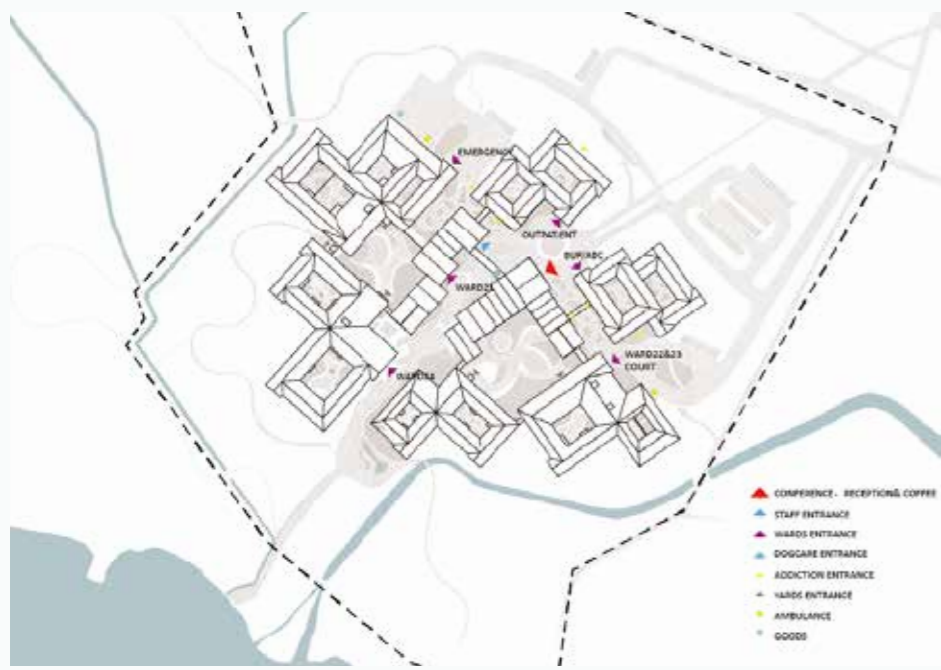 EMERGENCY
OUTPATIENT
BUP/ABC
WARD21
WARD22&23
COURT
CONFERENCE、 RECEPTION& COFFEE
STAFF ENTRANCE
WARDS ENTRANCE
DOGCARE ENTRANCE
ADDICTION ENTRANCE
YARDS ENTRANCE
AMBULANCE
GOODS